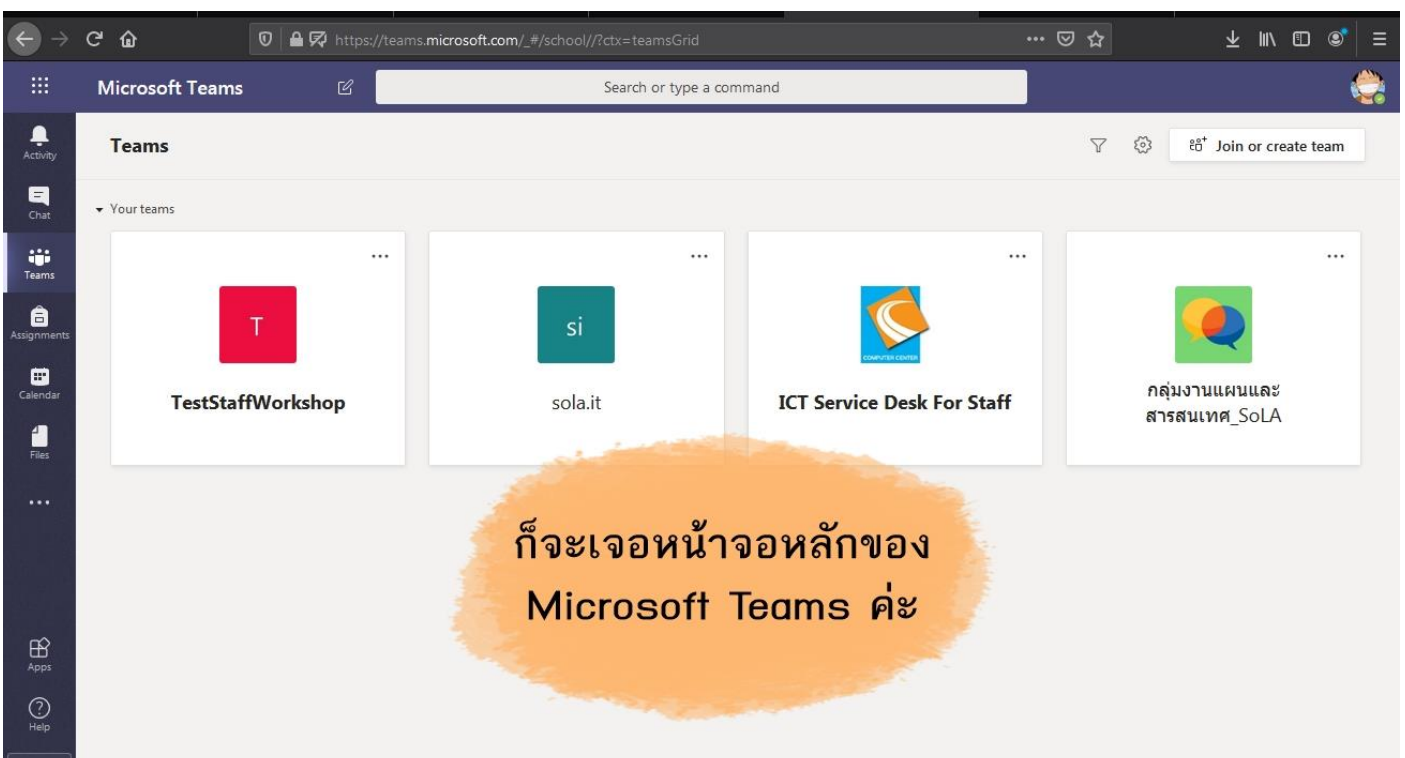 https://teams.microsoft.com/_#/school//?ctx=teamsGrid
Microsoft Teams
Search or type a command
Activity
Teams
Join or create team
Chat
Your teams
Teams
T
si
COMPUTER CENTER
Assignments
TestStaffWorkshop
sola.it
ICT Service Desk For Staff
กลุ่มงานแผนและ
สารสนเทศ_SoLA
Calendar
Files
ก็จะเจอหน้าจอหลักของ
Microsoft Teams ค่ะ
Apps
Help